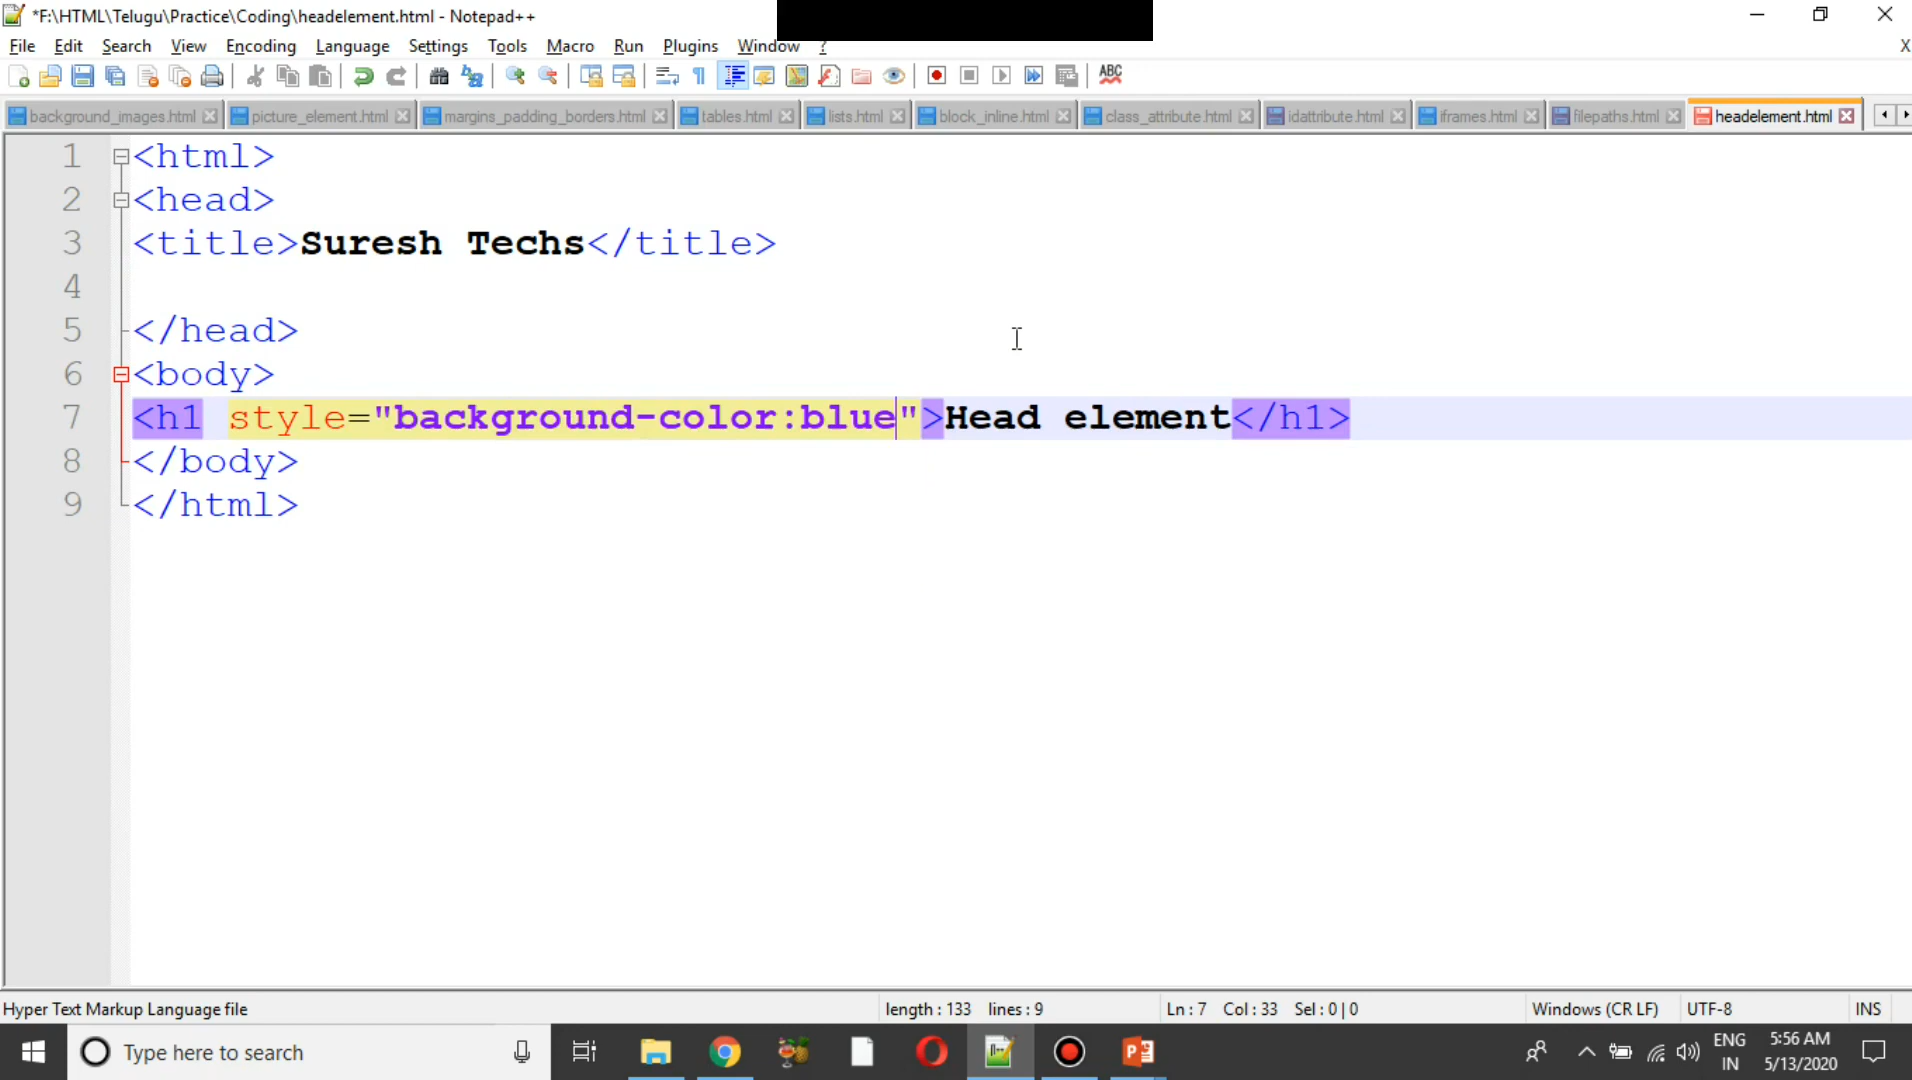 *F:\HTML\Telugu\Practice\Coding\headelement.html - Notepad++
File Edit Search View Encoding Language Settings Tools Macro Run Plugins Window ? X
ABC
background_images.html picture_element.html margins_padding_borders.html tables.html lists.html block_inline.html class_attribute.html idattribute.html iframes.html filepaths.html headelement.html
1 <html>
2 <head>
3 <title>Suresh Techs</title>
4
5 </head>
6 <body>
7 <h1 style="background-color:blue">Head element</h1>
8 </body>
9 </html>
Hyper Text Markup Language file length : 133 lines : 9 Ln : 7 Col : 33 Sel : 0 | 0 Windows (CR LF) UTF-8 INS
Type here to search
ENG
IN
5:56 AM
5/13/2020